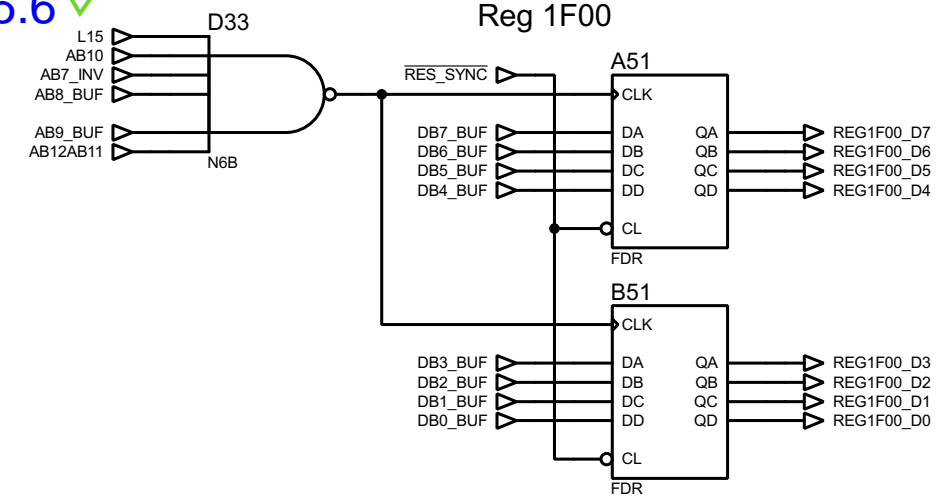 5.6
Reg 1F00
D33
L15
AB10
AB7_INV
AB8_BUF
AB9_BUF
AB12AB11
N6B
RES_SYNC
A51
CLK
DB7_BUF DA QA REG1F00_D7
DB6_BUF DB QB REG1F00_D6
DB5_BUF DC QC REG1F00_D5
DB4_BUF DD QD REG1F00_D4
CL
FDR
B51
CLK
DB3_BUF DA QA REG1F00_D3
DB2_BUF DB QB REG1F00_D2
DB1_BUF DC QC REG1F00_D1
DB0_BUF DD QD REG1F00_D0
CL
FDR